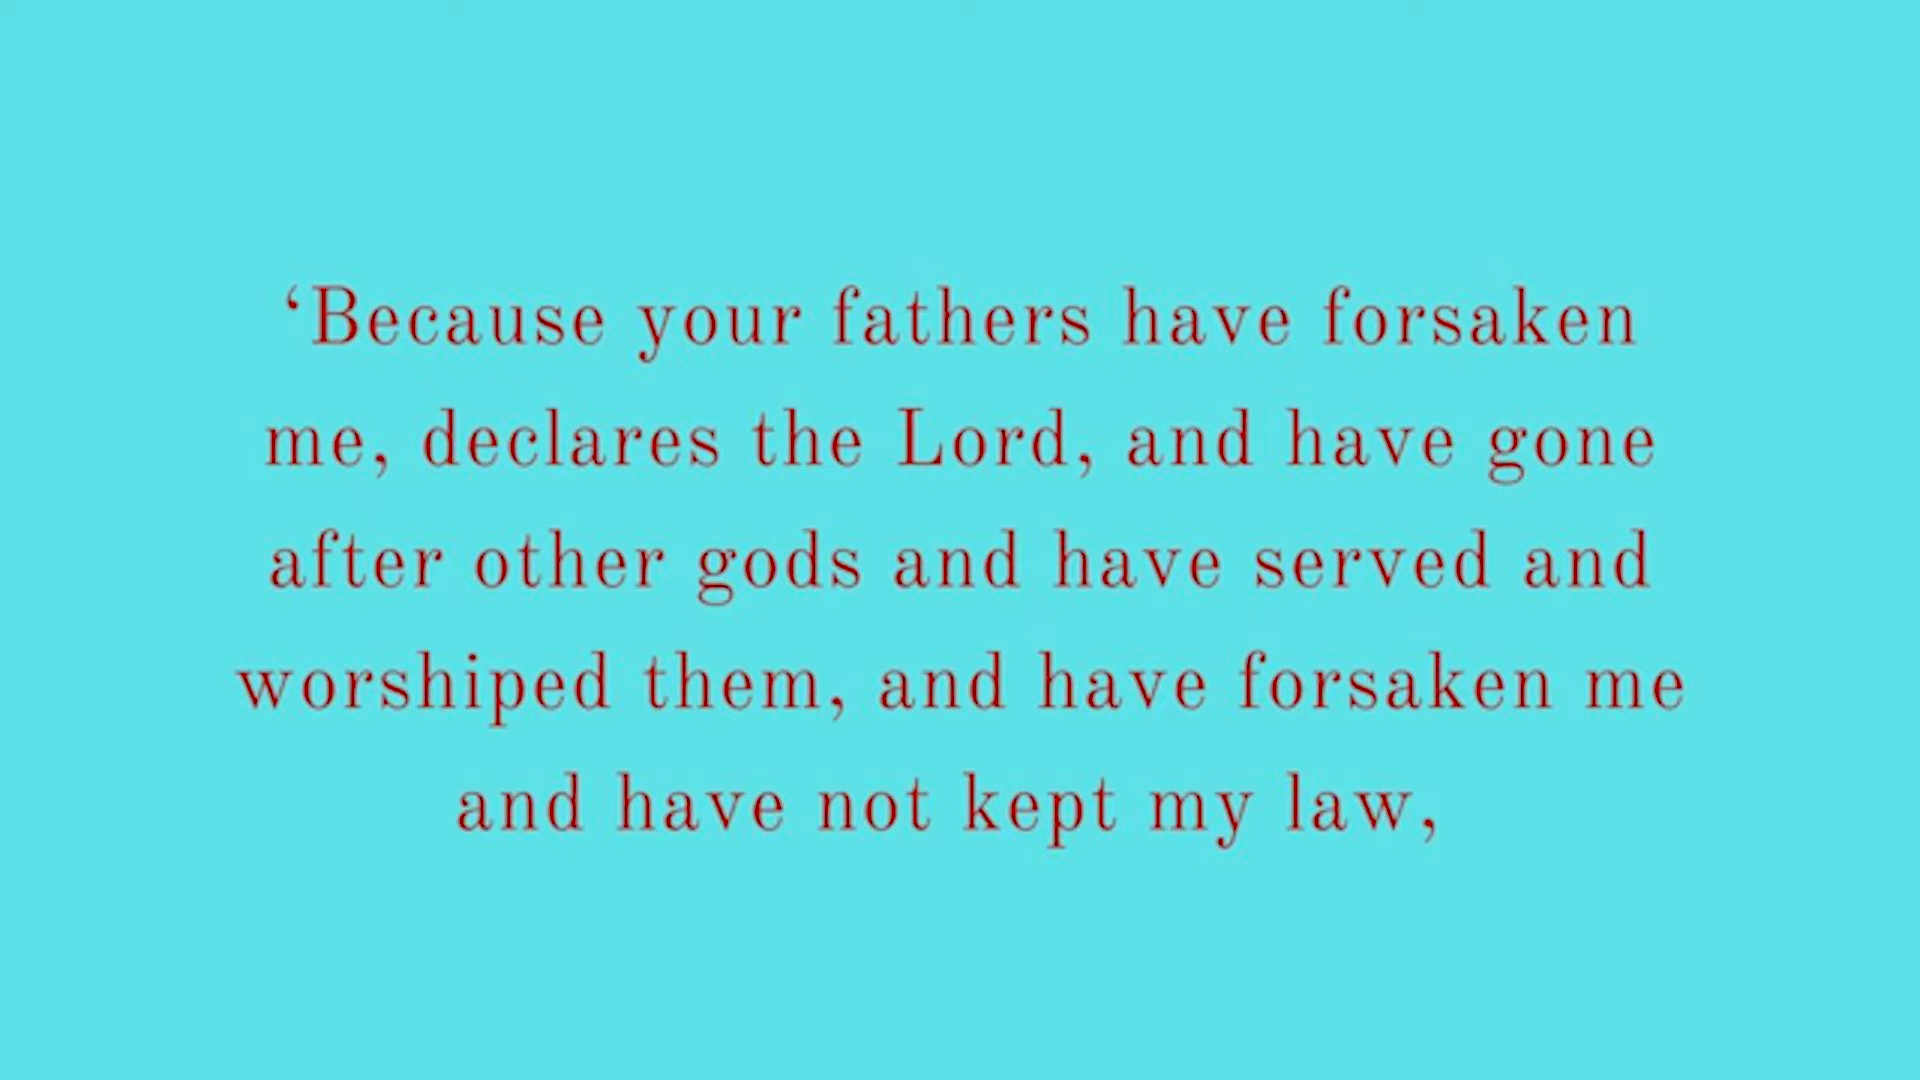 ‘Because your fathers have forsaken
me, declares the Lord, and have gone
after other gods and have served and
worshiped them, and have forsaken me
and have not kept my law,